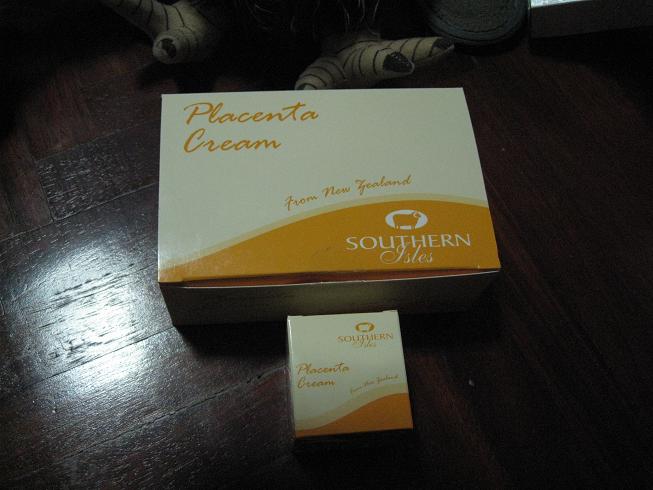 Placenta
Cream
From New Zealand
SOUTHERN
Isles
SOUTHERN
Isles
Placenta
Cream
from New Zealand